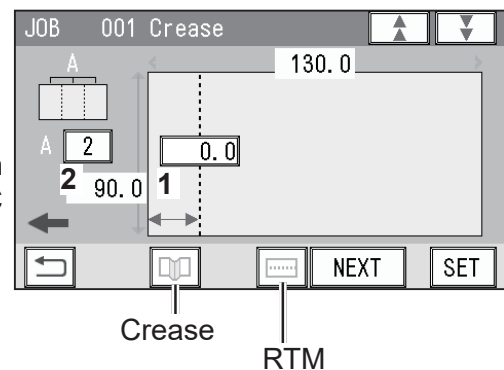 JOB 001 Crease
130.0
A
A 2
0.0
2 90.0 1
NEXT SET
Crease
RTM